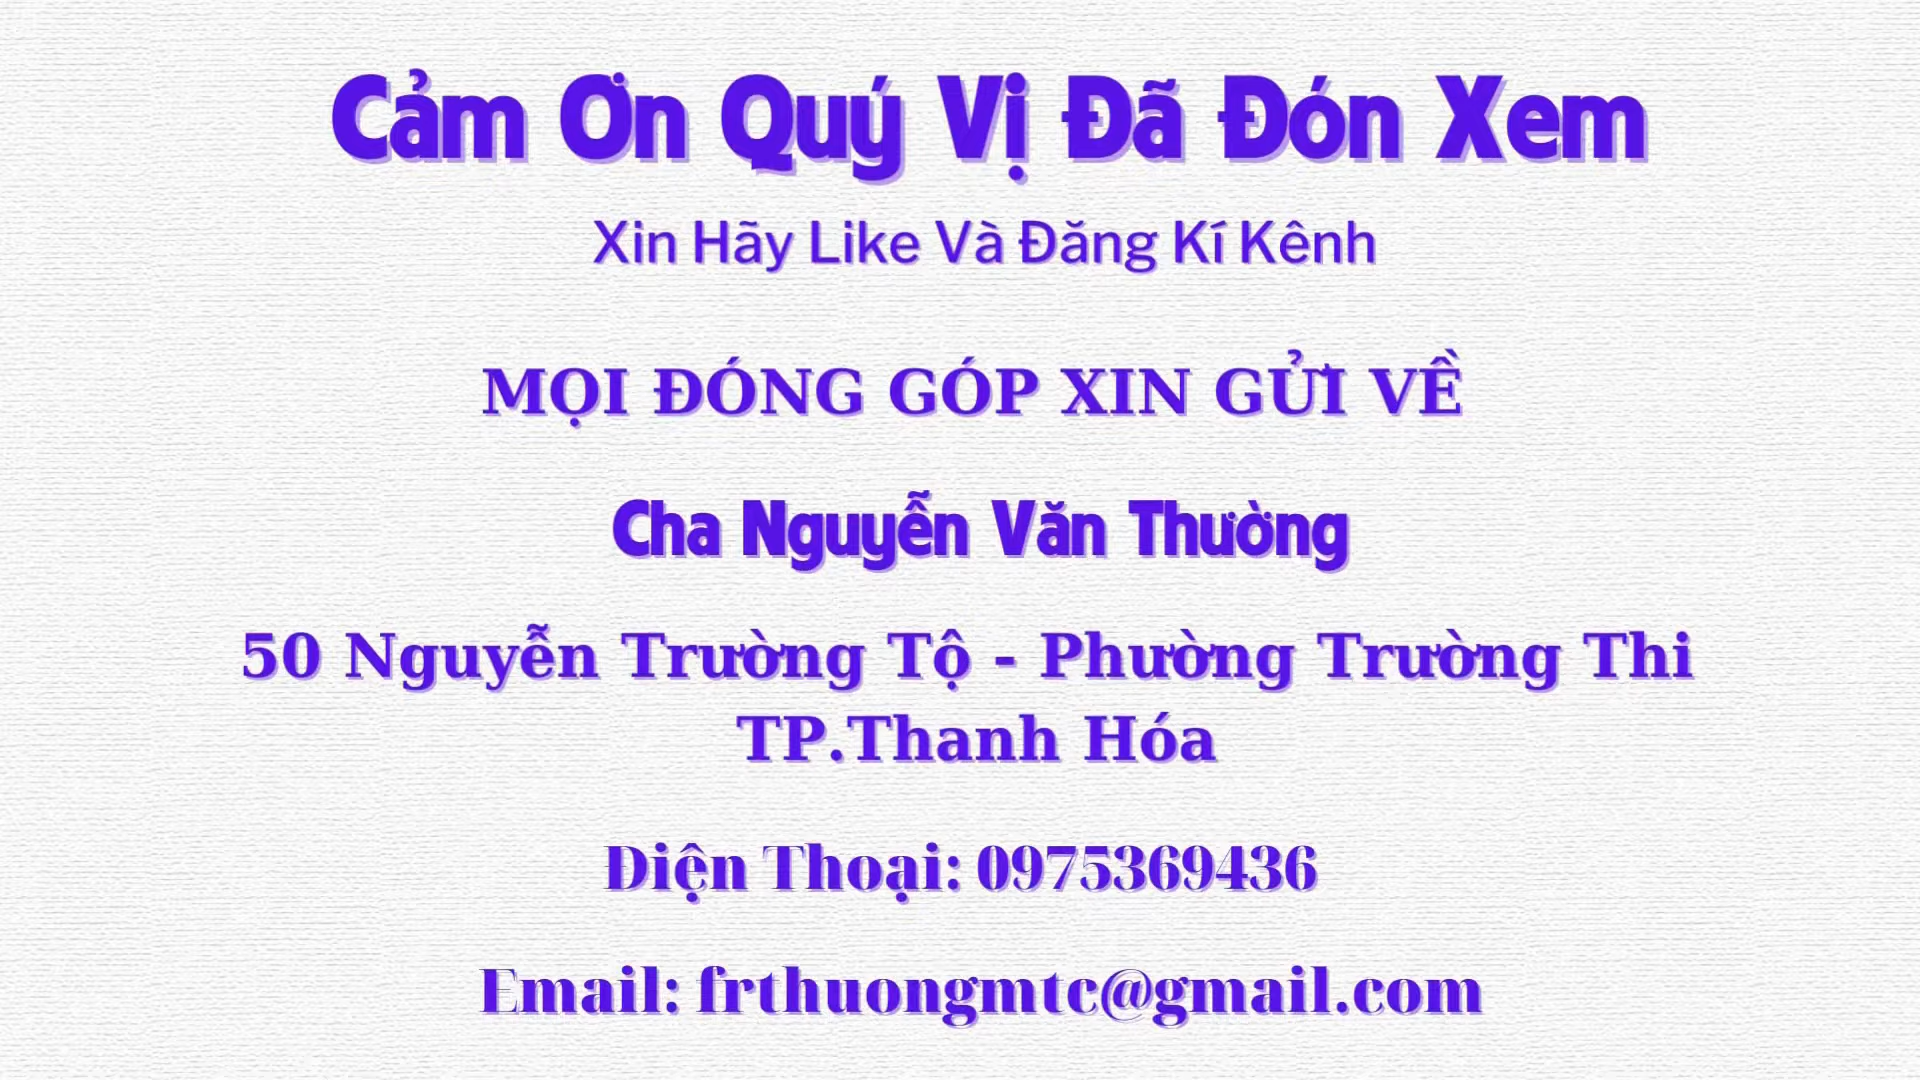 Cảm Ơn Quý Vị Đã Đón Xem
Xin Hãy Like Và Đăng Kí Kênh
MỌI ĐÓNG GÓP XIN GỬI VỀ
Cha Nguyễn Văn Thường
50 Nguyễn Trường Tộ - Phường Trường Thi
TP.Thanh Hóa
Điện Thoại: 0975369436
Email: frthuongmtc@gmail.com